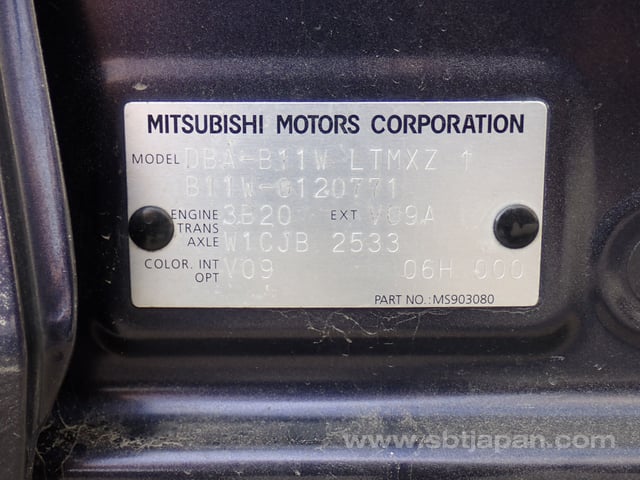 MITSUBISHI MOTORS CORPORATION
MODEL DBA-B11W LTMXZ ↑
B11W-0120771
ENGINE 3B20 EXT V09A
TRANS AXLE W1CJB 2533
COLOR. INT OPT V09 06H 000
PART NO.:MS903080
www.sbtjapan.com